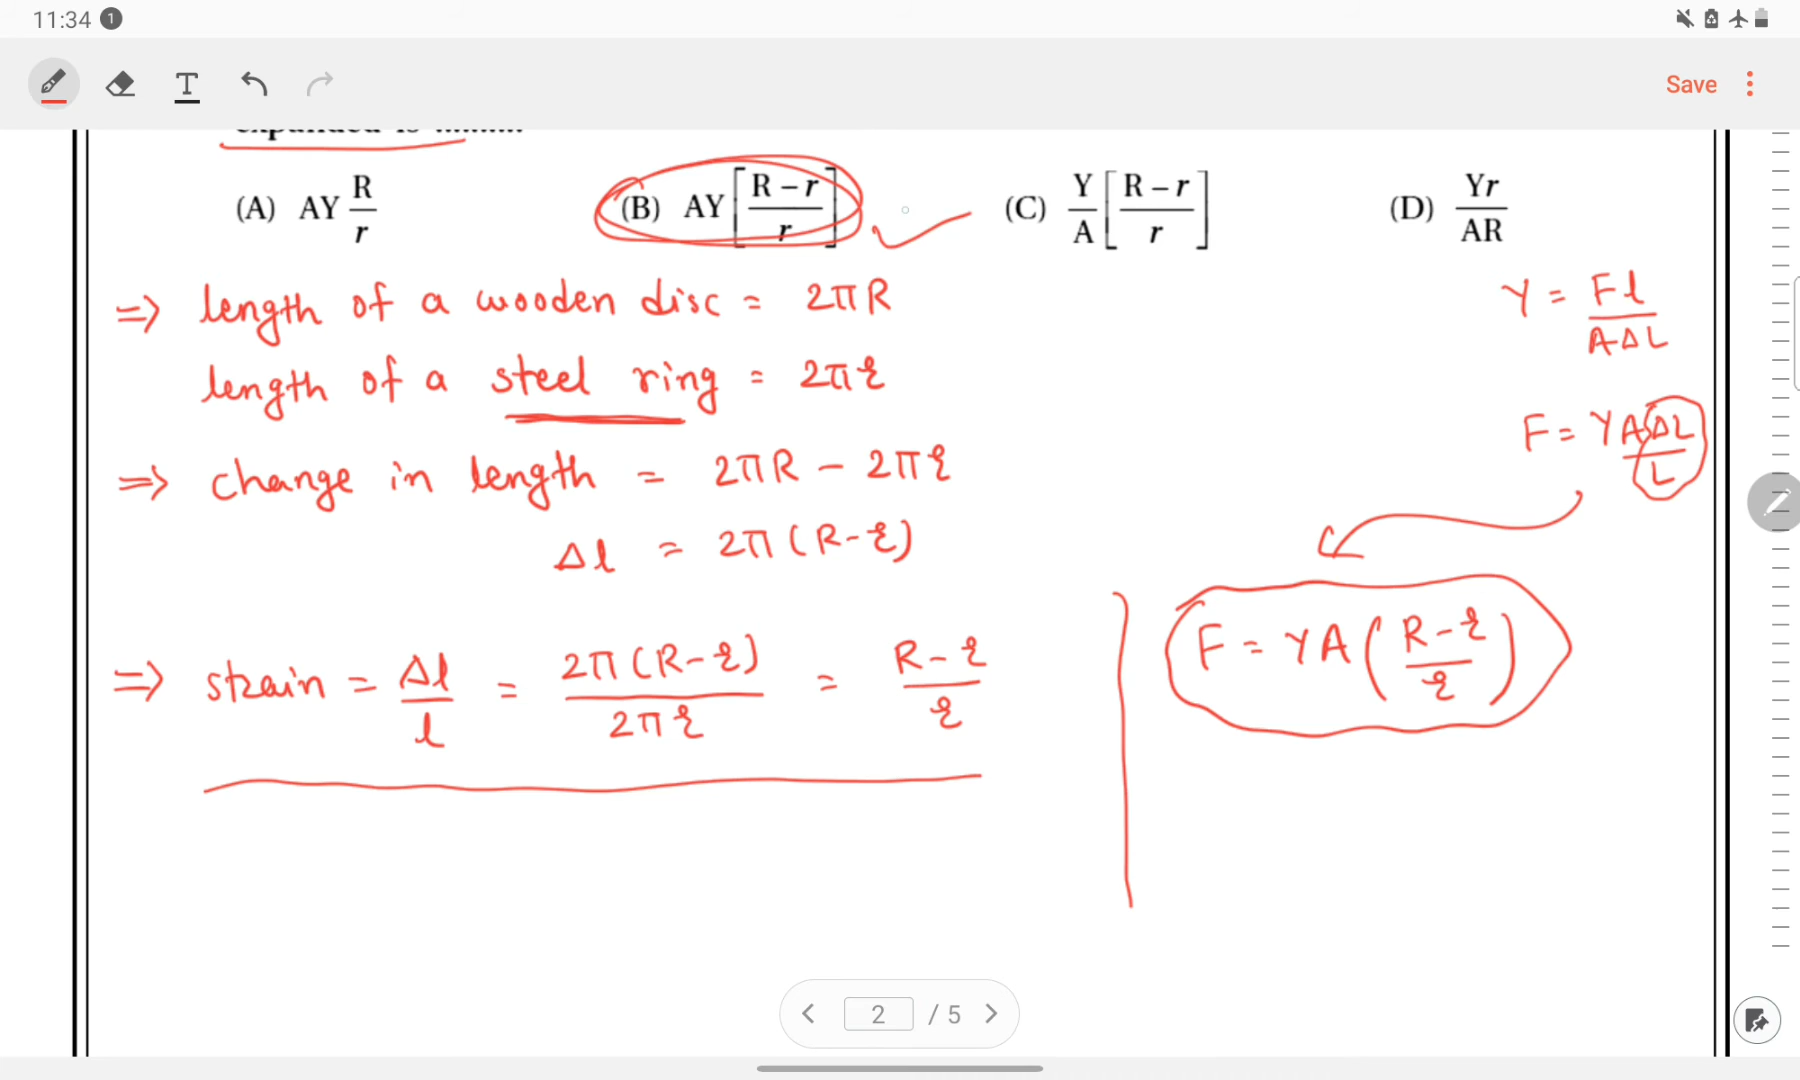 11:34 1
T Save
(A) AY R/r (B) AY [R – r / r] (C) Y/A [R – r / r] (D) Yr/AR
⇒ length of a wooden disc = 2πR
Y = Fl/AΔL
length of a steel ring = 2πr
F = YAΔL/L
⇒ change in length = 2πR − 2πr
Δl = 2π(R-r)
⇒ strain = Δl/l = 2π(R-r)/2πr = R-r/r
F = YA(R-r/r)
2 / 5